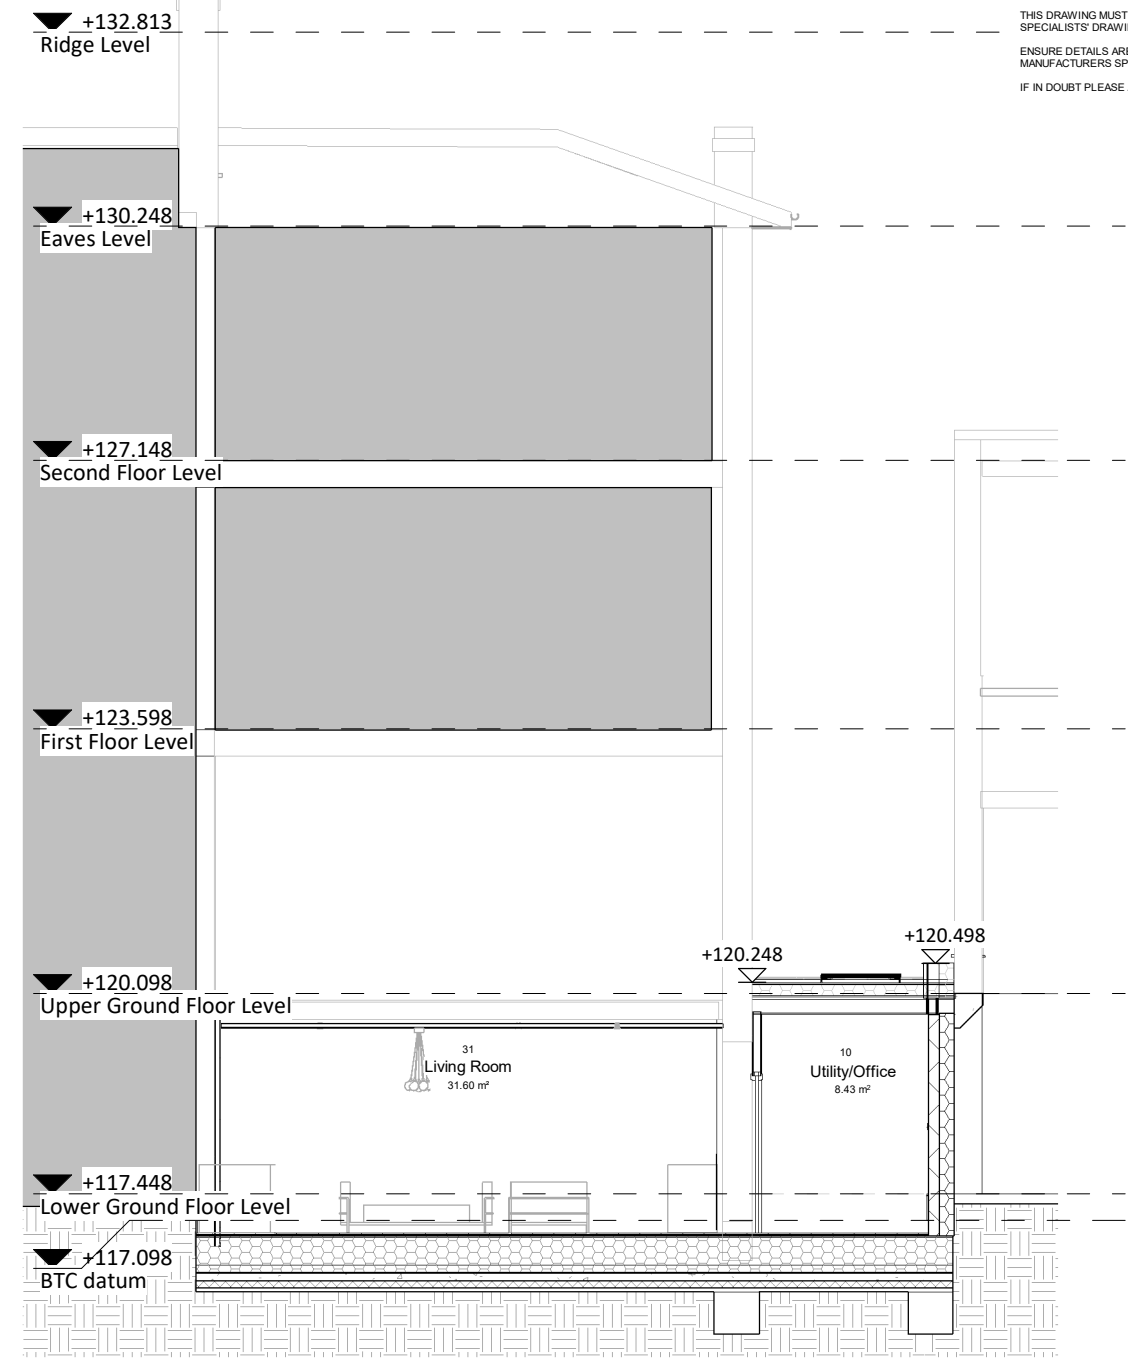 +132.813
Ridge Level
THIS DRAWING MUST
SPECIALISTS' DRAWI
ENSURE DETAILS ARE
MANUFACTURERS SP
IF IN DOUBT PLEASE
+130.248
Eaves Level
+127.148
Second Floor Level
+123.598
First Floor Level
+120.248
+120.498
+120.098
Upper Ground Floor Level
31
Living Room
31.60 m²
10
Utility/Office
8.43 m²
+117.448
Lower Ground Floor Level
+117.098
BTC datum